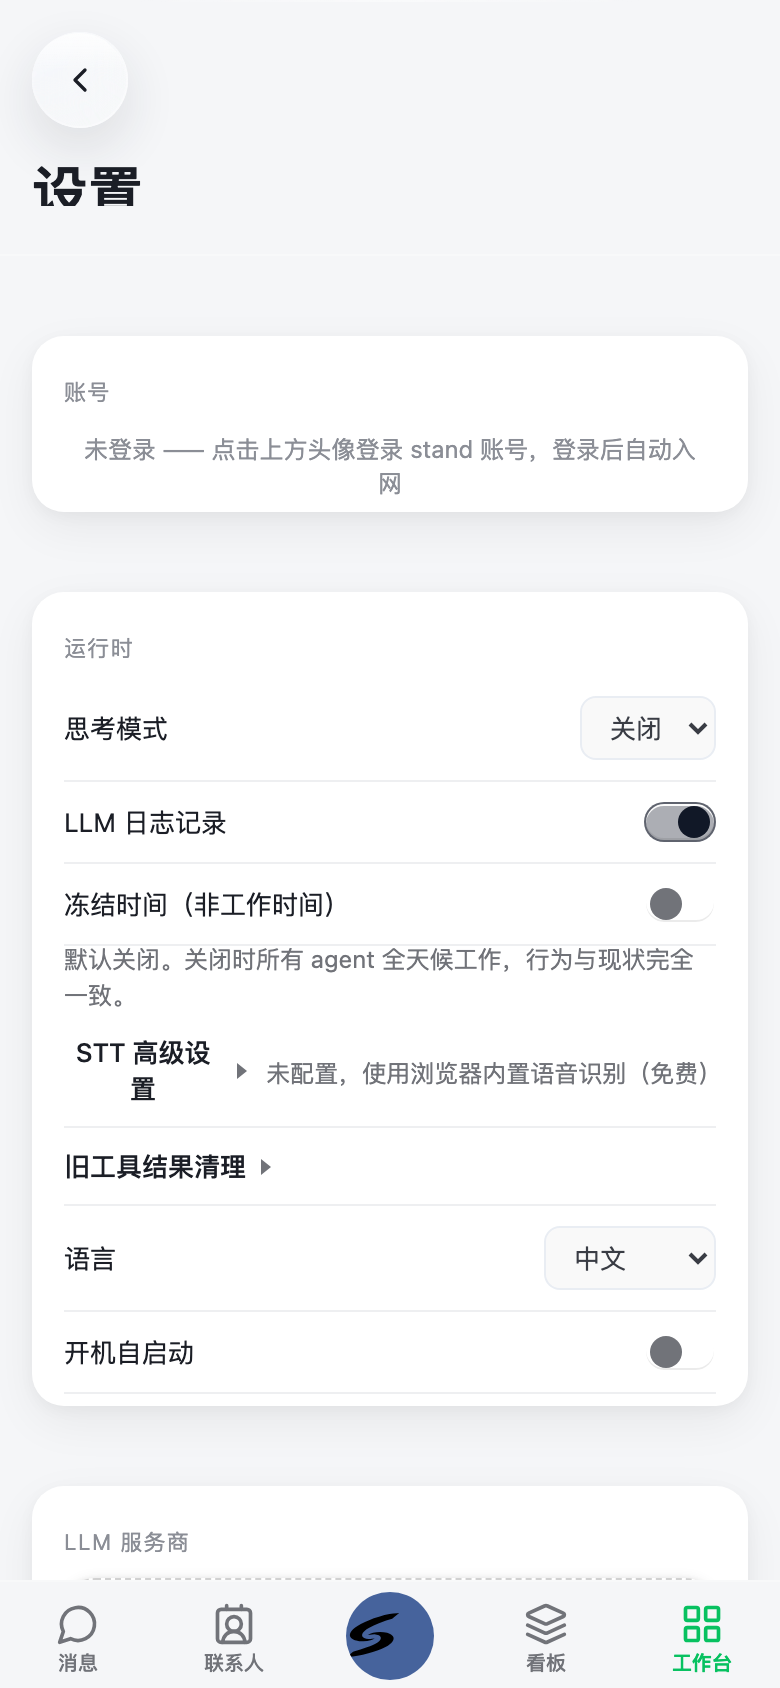 设置
账号
未登录 —— 点击上方头像登录 stand 账号，登录后自动入
网
运行时
思考模式
关闭
LLM 日志记录
冻结时间（非工作时间）
默认关闭。关闭时所有 agent 全天候工作，行为与现状完全
一致。
STT 高级设
置
未配置，使用浏览器内置语音识别（免费）
旧工具结果清理
语言
中文
开机自启动
LLM 服务商
消息
联系人
看板
工作台